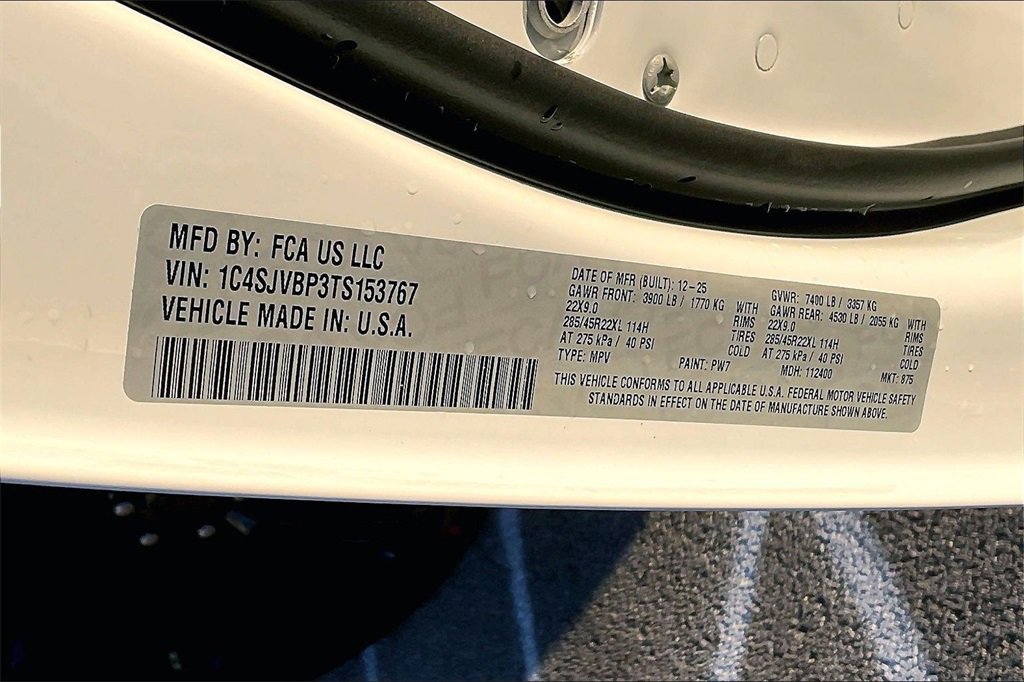 MFD BY: FCA US LLC
VIN: 1C4SJVBP3TS153767
VEHICLE MADE IN: U.S.A.
DATE OF MFR (BUILT): 12-25
GAWR FRONT: 3900 LB / 1770 KG WITH
22X9.0 RIMS
285/45R22XL 114H TIRES
AT 275 kPa / 40 PSI COLD
TYPE: MPV PAINT: PW7
GVWR: 7400 LB / 3357 KG
GAWR REAR: 4530 LB / 2055 KG WITH
22X9.0 RIMS
285/45R22XL 114H TIRES
AT 275 kPa / 40 PSI COLD
MDH: 112400 MKT: 875
THIS VEHICLE CONFORMS TO ALL APPLICABLE U.S.A. FEDERAL MOTOR VEHICLE SAFETY
STANDARDS IN EFFECT ON THE DATE OF MANUFACTURE SHOWN ABOVE.